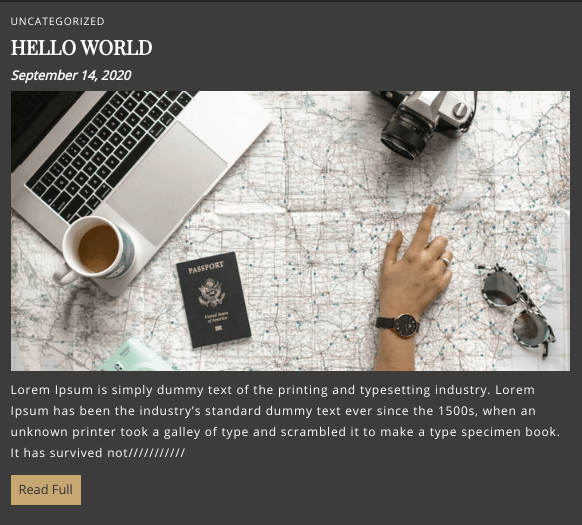 UNCATEGORIZED
HELLO WORLD
September 14, 2020
PASSPORT
United States
of America
Lorem Ipsum is simply dummy text of the printing and typesetting industry. Lorem
Ipsum has been the industry's standard dummy text ever since the 1500s, when an
unknown printer took a galley of type and scrambled it to make a type specimen book.
It has survived not///////////
Read Full